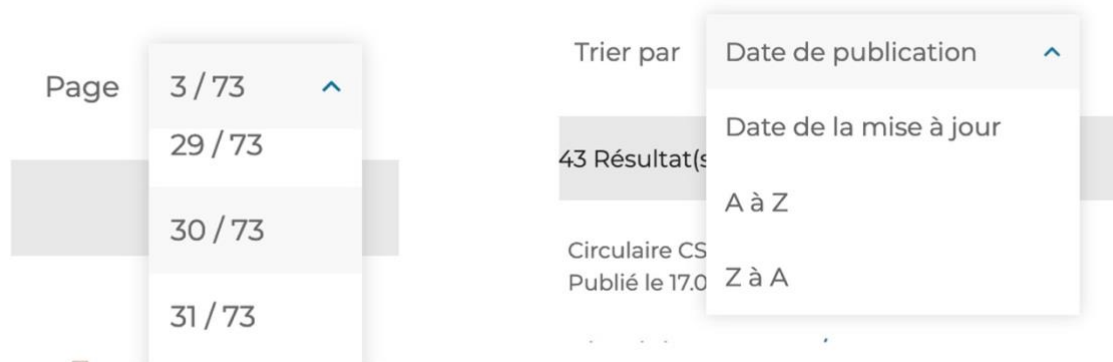 Page
3 / 73
29 / 73
30 / 73
31 / 73
Trier par
Date de publication
Date de la mise à jour
43 Résultat(s
A à Z
Circulaire CS
Publié le 17.0
Z à A